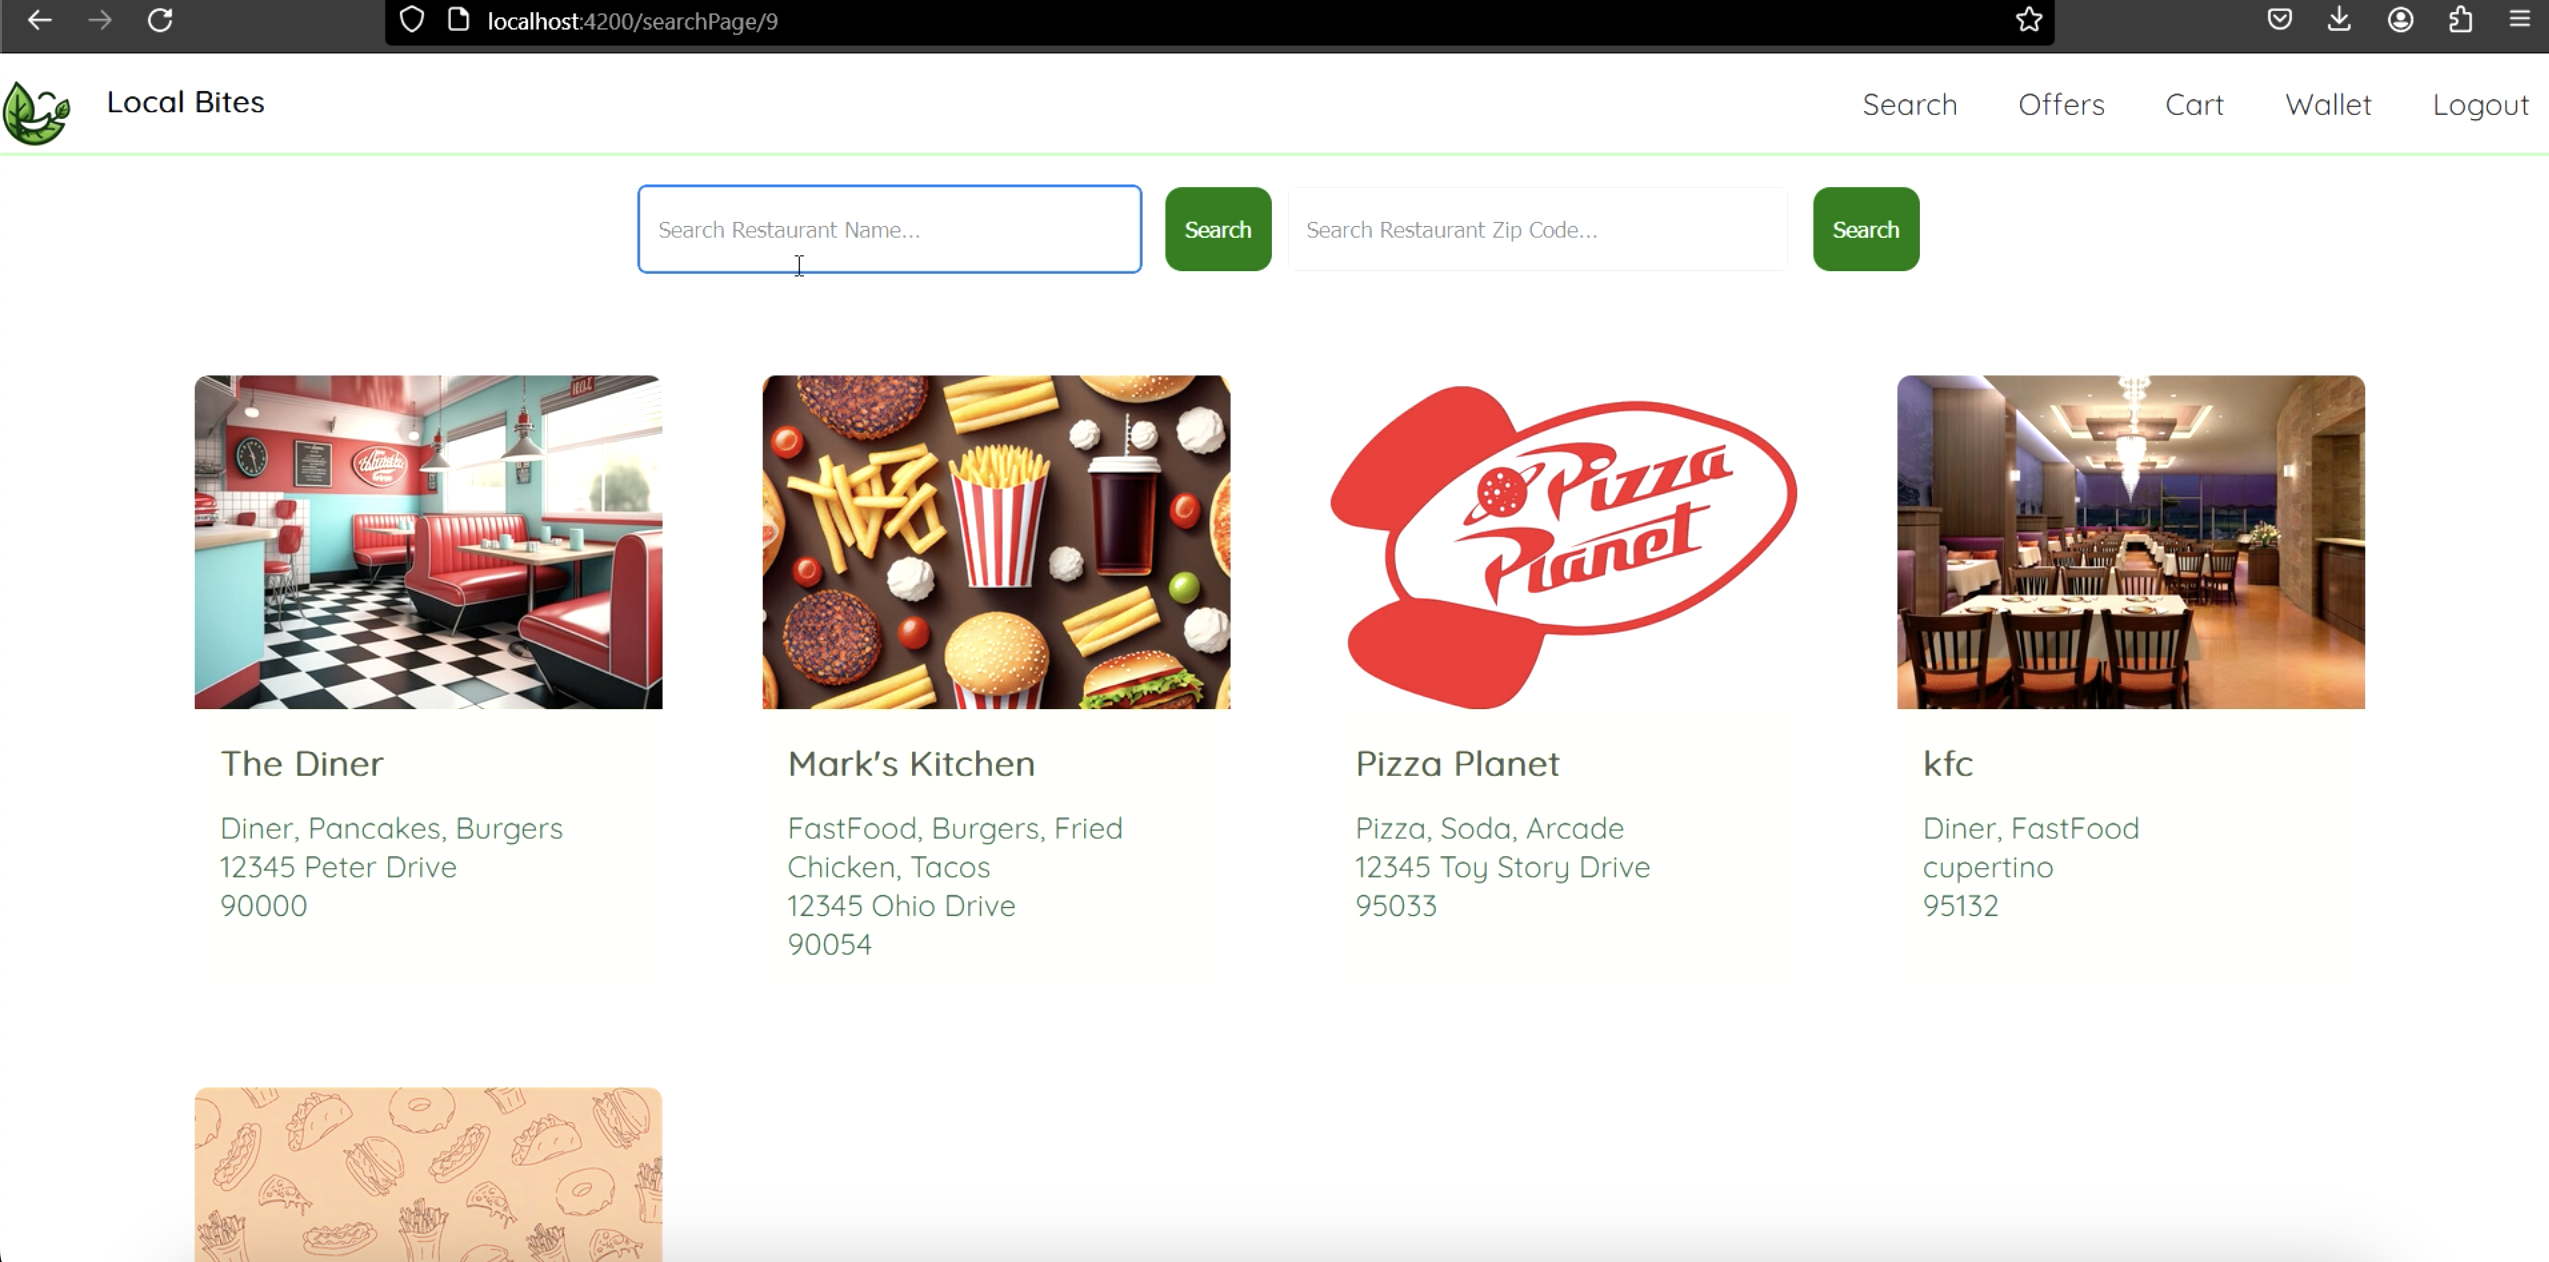 localhost:4200/searchPage/9
Local Bites
Search
Offers
Cart
Wallet
Logout
Search Restaurant Name...
Search
Search Restaurant Zip Code...
Search
Pizza
Planet
The Diner
Diner, Pancakes, Burgers
12345 Peter Drive
90000
Mark's Kitchen
FastFood, Burgers, Fried
Chicken, Tacos
12345 Ohio Drive
90054
Pizza Planet
Pizza, Soda, Arcade
12345 Toy Story Drive
95033
kfc
Diner, FastFood
cupertino
95132